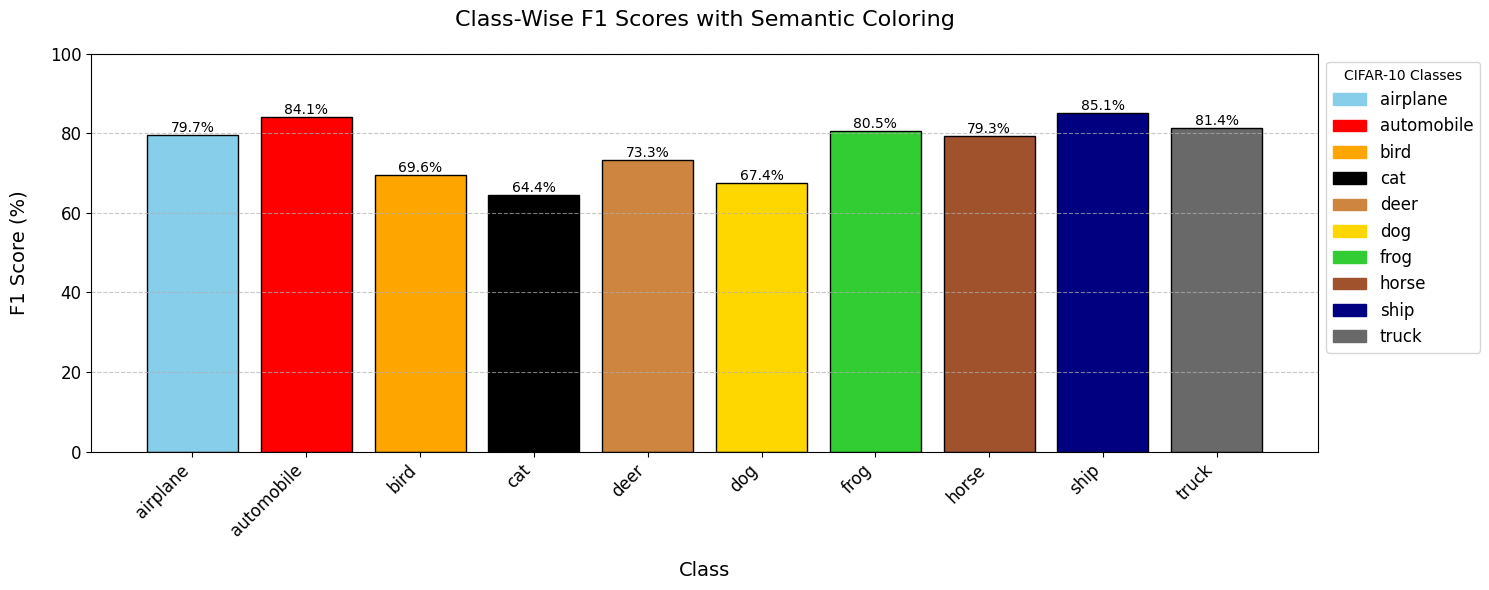 Class-Wise F1 Scores with Semantic Coloring
F1 Score (%)
100
80
60
40
20
0
79.7%
84.1%
69.6%
64.4%
73.3%
67.4%
80.5%
79.3%
85.1%
81.4%
airplane
automobile
bird
cat
deer
dog
frog
horse
ship
truck
Class
CIFAR-10 Classes
airplane
automobile
bird
cat
deer
dog
frog
horse
ship
truck